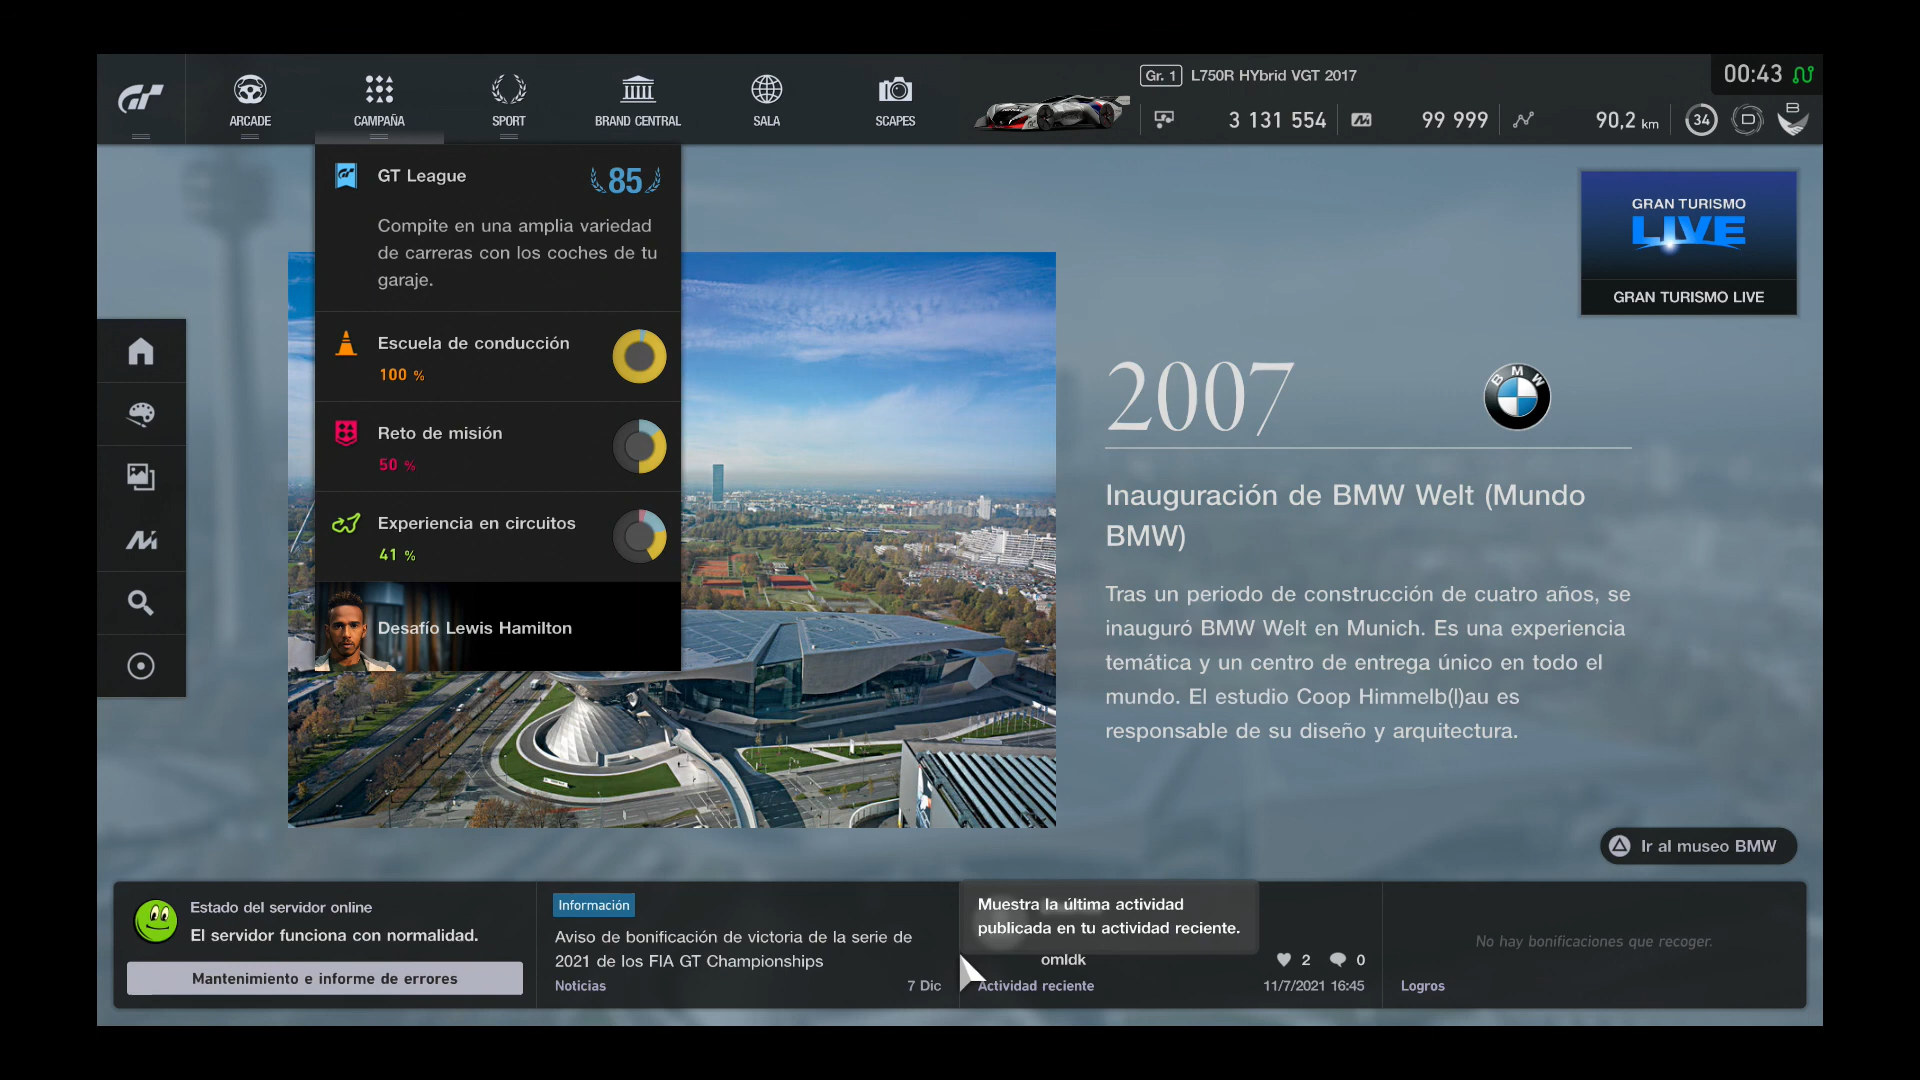 ARCADE
CAMPAÑA
SPORT
BRAND CENTRAL
SALA
SCAPES
Gr. 1 L750R HYbrid VGT 2017
00:43
3 131 554
99 999
90,2 km
34
D
B
GT League
85
Compite en una amplia variedad
de carreras con los coches de tu
garaje.
Escuela de conducción
100 %
Reto de misión
50 %
Experiencia en circuitos
41 %
Desafío Lewis Hamilton
GRAN TURISMO
LIVE
GRAN TURISMO LIVE
2007
BMW
Inauguración de BMW Welt (Mundo
BMW)
Tras un periodo de construcción de cuatro años, se
inauguró BMW Welt en Munich. Es una experiencia
temática y un centro de entrega único en todo el
mundo. El estudio Coop Himmelb(l)au es
responsable de su diseño y arquitectura.
Ir al museo BMW
Estado del servidor online
El servidor funciona con normalidad.
Mantenimiento e informe de errores
Información
Aviso de bonificación de victoria de la serie de
2021 de los FIA GT Championships
Noticias
7 Dic
Muestra la última actividad
publicada en tu actividad reciente.
omldk
2
0
Actividad reciente
11/7/2021 16:45
No hay bonificaciones que recoger.
Logros